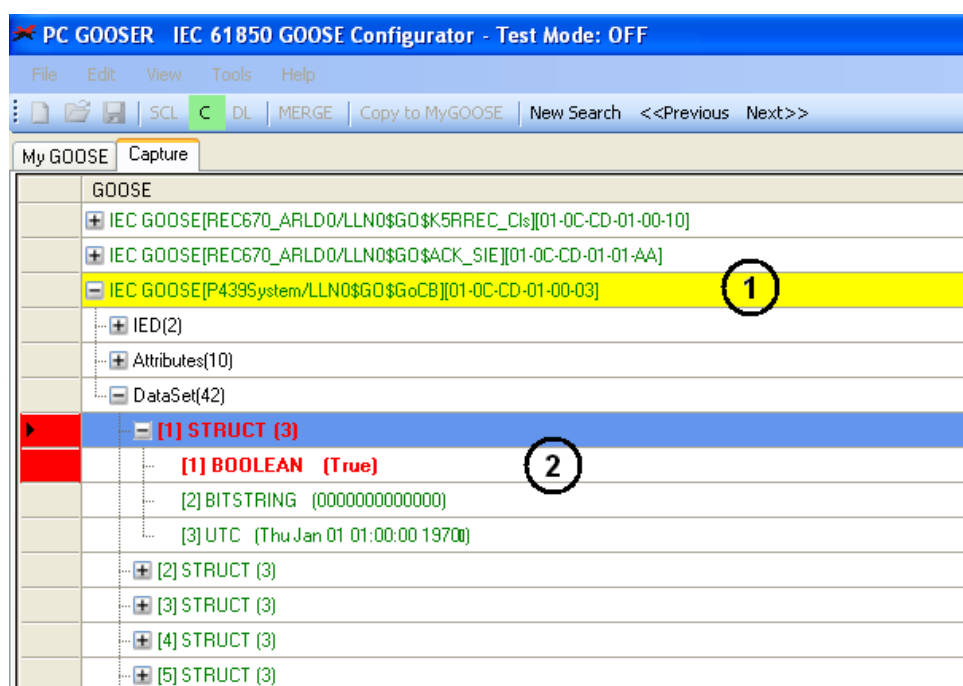 PC GOOSER IEC 61850 GOOSE Configurator - Test Mode: OFF
File Edit View Tools Help
SCL C DL MERGE Copy to MyGOOSE New Search <<Previous Next>>
My GOOSE Capture
GOOSE
IEC GOOSE[REC670_ARLD0/LLN0$GO$K5RREC_Cls][01-0C-CD-01-00-10]
IEC GOOSE[REC670_ARLD0/LLN0$GO$ACK_SIE][01-0C-CD-01-01-AA]
IEC GOOSE[P439System/LLN0$GO$GoCB][01-0C-CD-01-00-03]
1
IED(2)
Attributes(10)
DataSet(42)
[1] STRUCT (3)
[1] BOOLEAN (True)
2
[2] BITSTRING (0000000000000)
[3] UTC (Thu Jan 01 01:00:00 1970)
[2] STRUCT (3)
[3] STRUCT (3)
[4] STRUCT (3)
[5] STRUCT (3)